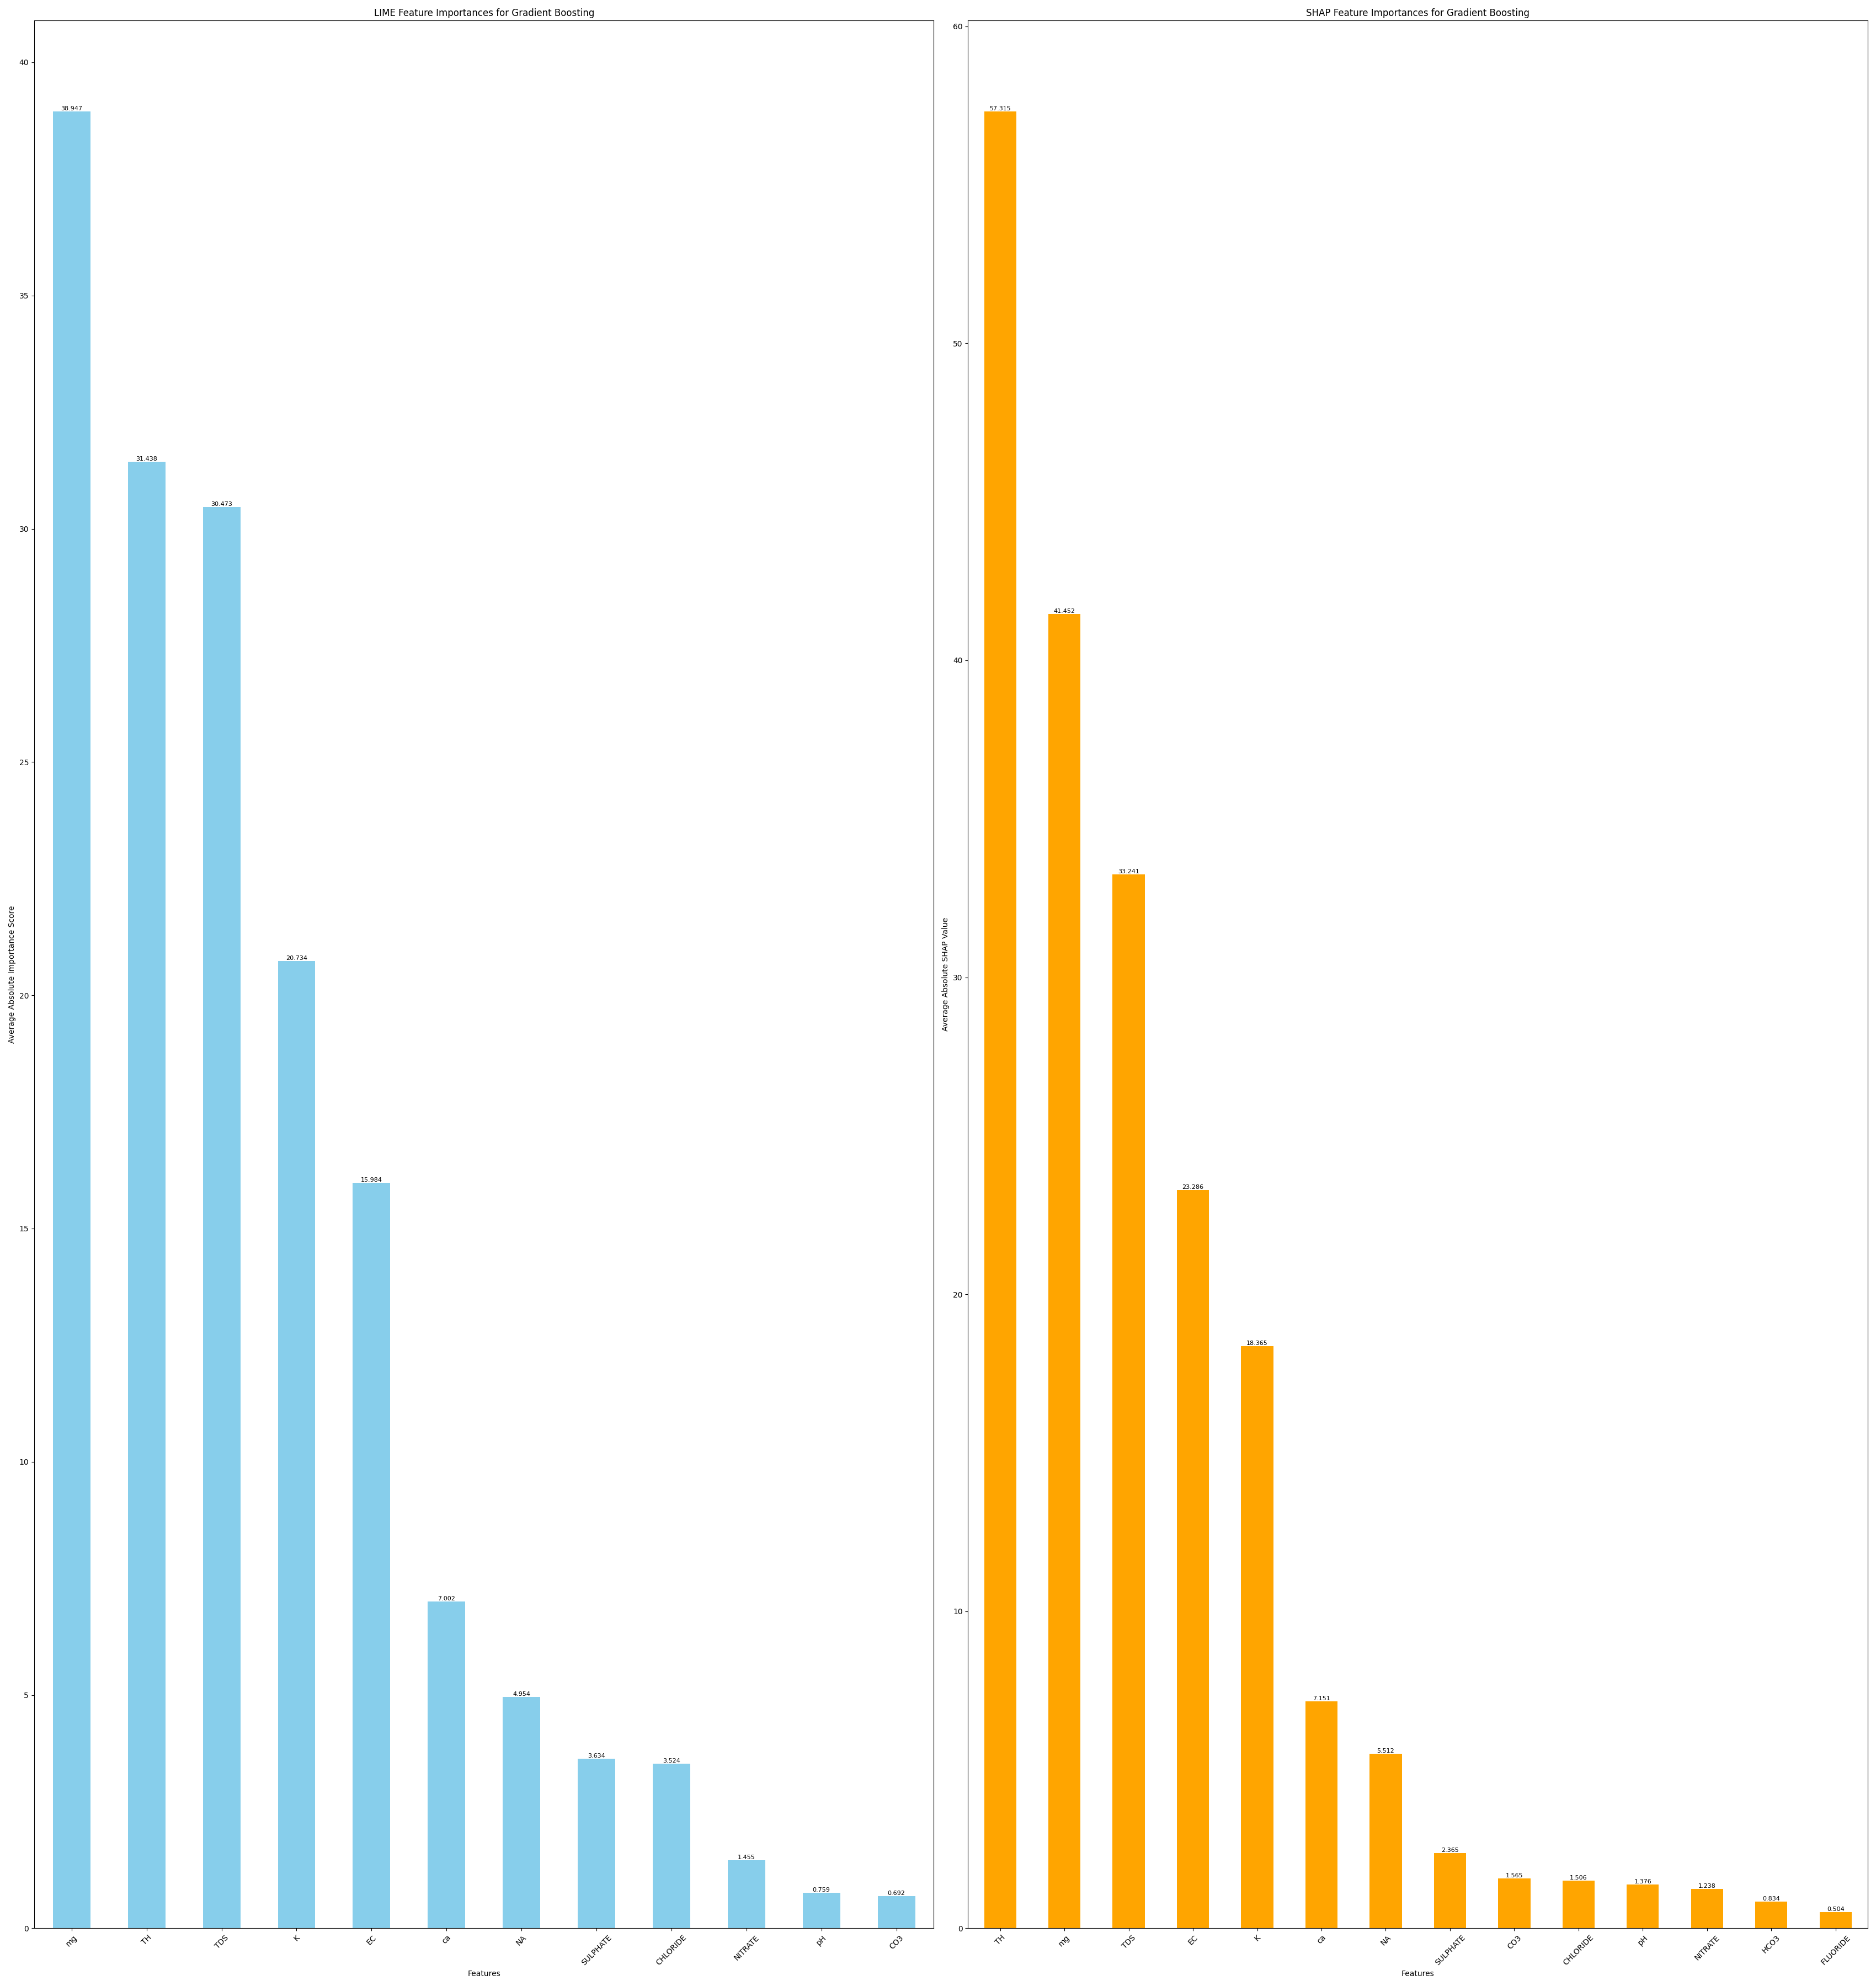 LIME Feature Importances for Gradient Boosting
Average Absolute Importance Score
40
35
30
25
20
15
10
5
0
38.947
31.438
30.473
20.734
15.984
7.002
4.954
3.634
3.524
1.455
0.759
0.692
mg
TH
TDS
K
EC
ca
NA
SULPHATE
CHLORIDE
NITRATE
pH
CO3
Features
SHAP Feature Importances for Gradient Boosting
Average Absolute SHAP Value
60
50
40
30
20
10
0
57.315
41.452
33.241
23.286
18.365
7.151
5.512
2.365
1.565
1.506
1.376
1.238
0.834
0.504
TH
mg
TDS
EC
K
ca
NA
SULPHATE
CO3
CHLORIDE
pH
NITRATE
HCO3
FLUORIDE
Features